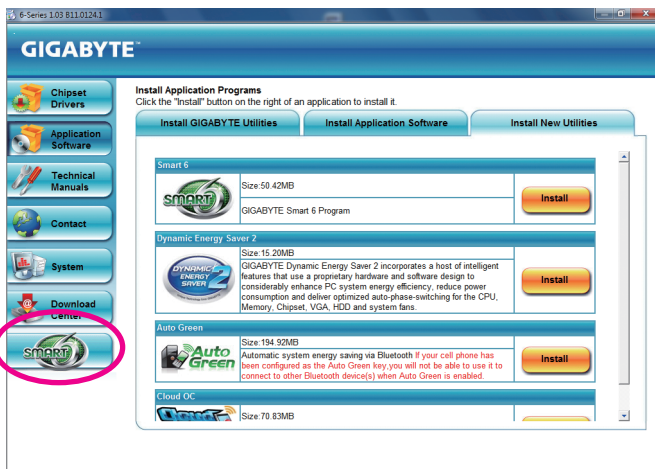 6-Series 1.03 B11.0124.1
GIGABYTE™
Chipset
Drivers
Application
Software
Technical
Manuals
Contact
System
Download
Center
SMART6
Install Application Programs
Click the "Install" button on the right of an application to install it.
Install GIGABYTE Utilities
Install Application Software
Install New Utilities
Smart 6
SMART6
Size:50.42MB
GIGABYTE Smart 6 Program
Install
Dynamic Energy Saver 2
DYNAMIC
ENERGY
SAVER 2
Size:15.20MB
GIGABYTE Dynamic Energy Saver 2 incorporates a host of intelligent
features that use a proprietary hardware and software design to
considerably enhance PC system energy efficiency, reduce power
consumption and deliver optimized auto-phase-switching for the CPU,
Memory, Chipset, VGA, HDD and system fans.
Install
Auto Green
Auto
Green
Size:194.92MB
Automatic system energy saving via Bluetooth If your cell phone has
been configured as the Auto Green key,you will not be able to use it to
connect to other Bluetooth device(s) when Auto Green is enabled.
Install
Cloud OC
Cloud
Size:70.83MB